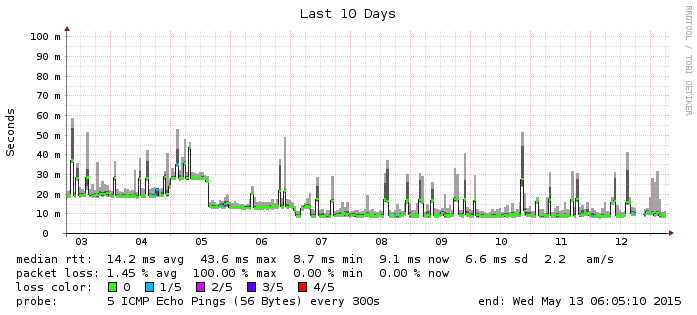 Last 10 Days
RRDTOOL / TOBI OETIKER
Seconds
100 m
90 m
80 m
70 m
60 m
50 m
40 m
30 m
20 m
10 m
0
03 04 05 06 07 08 09 10 11 12
median rtt: 14.2 ms avg 43.6 ms max 8.7 ms min 9.1 ms now 6.6 ms sd 2.2 am/s
packet loss: 1.45 % avg 100.00 % max 0.00 % min 0.00 % now
loss color: 0 1/5 2/5 3/5 4/5
probe: 5 ICMP Echo Pings (56 Bytes) every 300s end: Wed May 13 06:05:10 2015